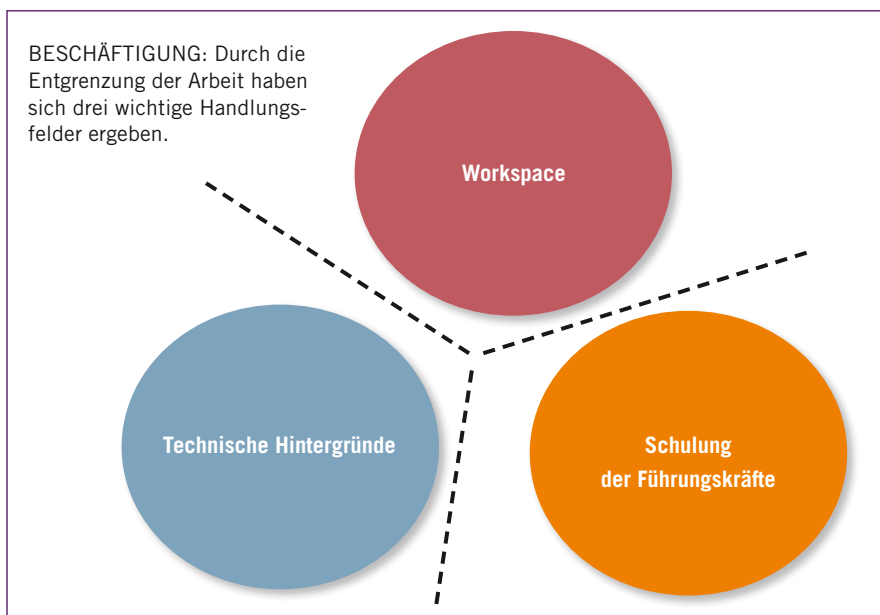 BESCHÄFTIGUNG: Durch die
Entgrenzung der Arbeit haben
sich drei wichtige Handlungs-
felder ergeben.
Workspace
Technische Hintergründe
Schulung
der Führungskräfte